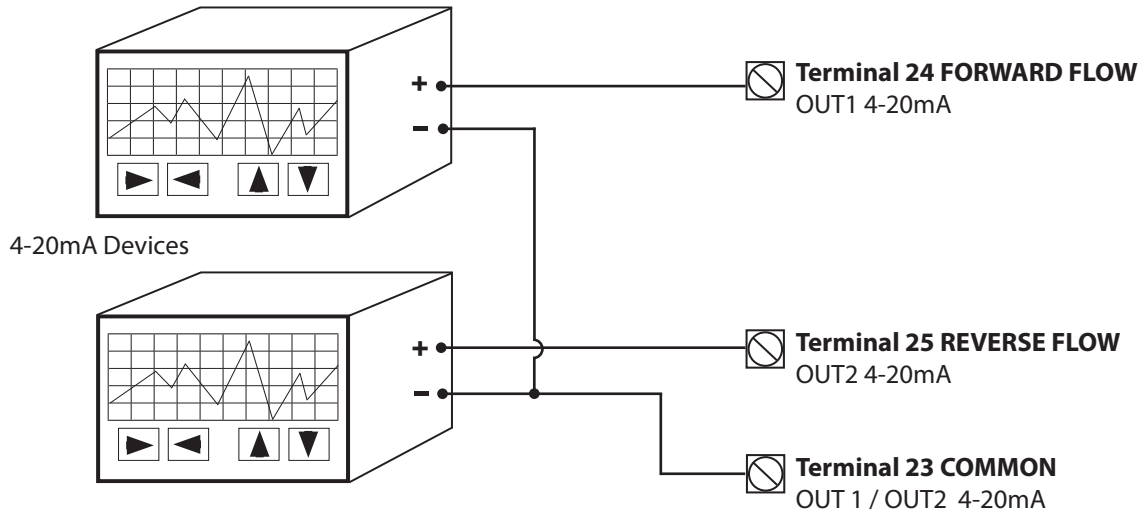 +
Terminal 24 FORWARD FLOW
OUT1 4-20mA
−
4-20mA Devices
+
Terminal 25 REVERSE FLOW
OUT2 4-20mA
−
Terminal 23 COMMON
OUT 1 / OUT2 4-20mA